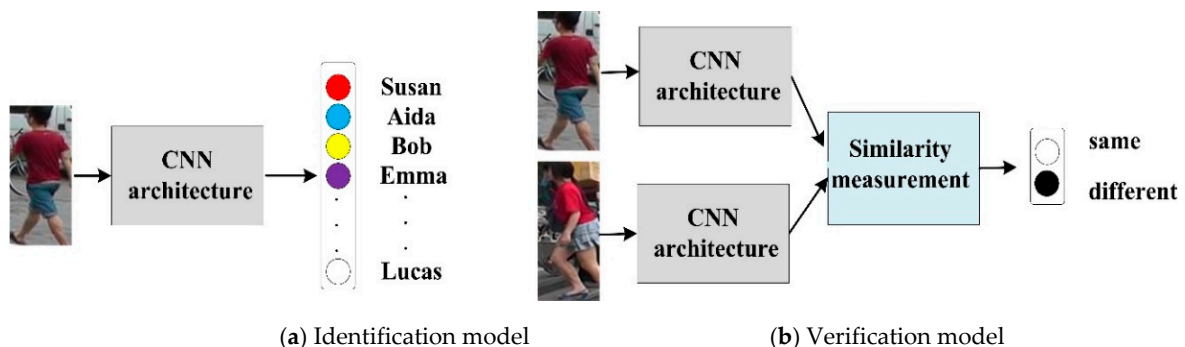 CNN
architecture
Susan
Aida
Bob
Emma
.
.
.
.
.
.
Lucas
CNN
architecture
CNN
architecture
Similarity
measurement
same
different
(a) Identification model
(b) Verification model